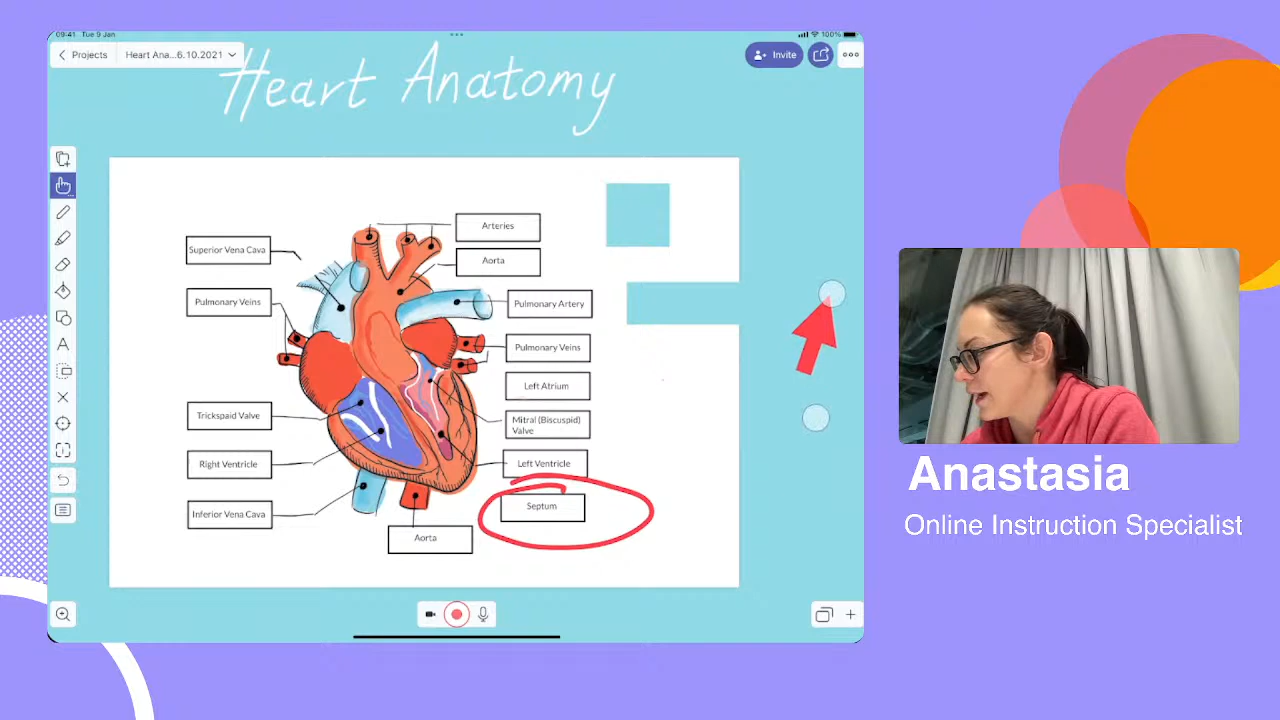 09:41 Tue 9 Jan
100%
Projects
Heart Ana...6.10.2021
Invite
Heart Anatomy
Arteries
Superior Vena Cava
Aorta
Pulmonary Veins
Pulmonary Artery
Pulmonary Veins
Left Atrium
Trickspaid Valve
Mitral (Biscuspid)
Valve
Right Ventricle
Left Ventricle
Septum
Inferior Vena Cava
Aorta
Anastasia
Online Instruction Specialist